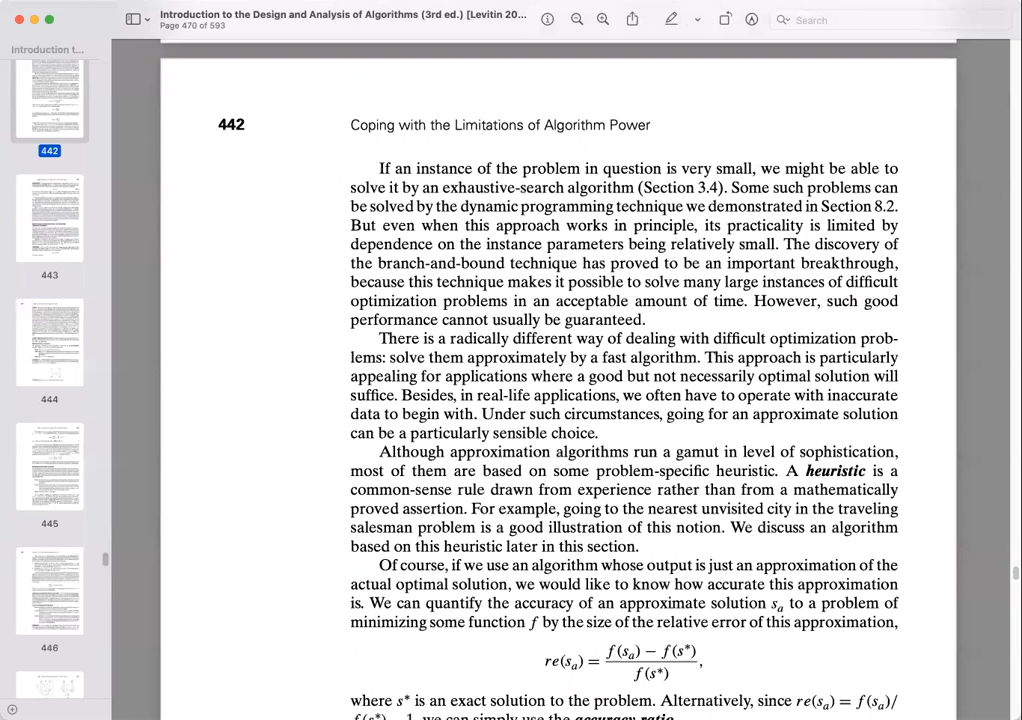 Introduction to the Design and Analysis of Algorithms (3rd ed.) [Levitin 20...
Page 470 of 593
Search
Introduction t...
442
443
444
445
446
442
Coping with the Limitations of Algorithm Power
If an instance of the problem in question is very small, we might be able to
solve it by an exhaustive-search algorithm (Section 3.4). Some such problems can
be solved by the dynamic programming technique we demonstrated in Section 8.2.
But even when this approach works in principle, its practicality is limited by
dependence on the instance parameters being relatively small. The discovery of
the branch-and-bound technique has proved to be an important breakthrough,
because this technique makes it possible to solve many large instances of difficult
optimization problems in an acceptable amount of time. However, such good
performance cannot usually be guaranteed.
There is a radically different way of dealing with difficult optimization prob-
lems: solve them approximately by a fast algorithm. This approach is particularly
appealing for applications where a good but not necessarily optimal solution will
suffice. Besides, in real-life applications, we often have to operate with inaccurate
data to begin with. Under such circumstances, going for an approximate solution
can be a particularly sensible choice.
Although approximation algorithms run a gamut in level of sophistication,
most of them are based on some problem-specific heuristic. A heuristic is a
common-sense rule drawn from experience rather than from a mathematically
proved assertion. For example, going to the nearest unvisited city in the traveling
salesman problem is a good illustration of this notion. We discuss an algorithm
based on this heuristic later in this section.
Of course, if we use an algorithm whose output is just an approximation of the
actual optimal solution, we would like to know how accurate this approximation
is. We can quantify the accuracy of an approximate solution sₐ to a problem of
minimizing some function f by the size of the relative error of this approximation,
re(sₐ) = (f(sₐ) − f(s*)) / f(s*),
where s* is an exact solution to the problem. Alternatively, since re(sₐ) = f(sₐ)/
f(s*) − 1, we can simply use the accuracy ratio